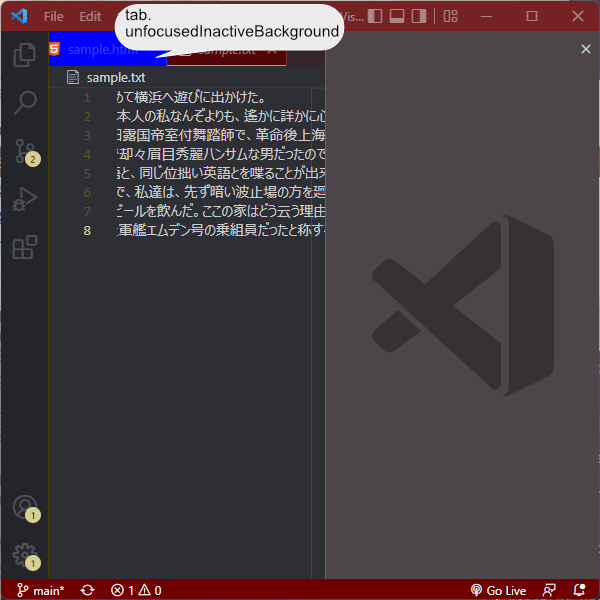 File Edit
Vis...
tab.
unfocusedInactiveBackground
sample.html
sample.txt
sample.txt
1 めて横浜へ遊びに出かけた。
2 本人の私なんぞよりも、遙かに詳かに心
3 露国帝室付舞踏師で、革命後上海
4 却々眉目秀麗ハンサムな男だったので
5 と、同じ位拙い英語とを喋ることが出来
6 で、私達は、先ず暗い波止場の方を廻
7 ビールを飲んだ。ここの家はどう云う理由
8 軍艦エムデン号の乗組員だったと称す
2
1
1
main* 1 0 Go Live